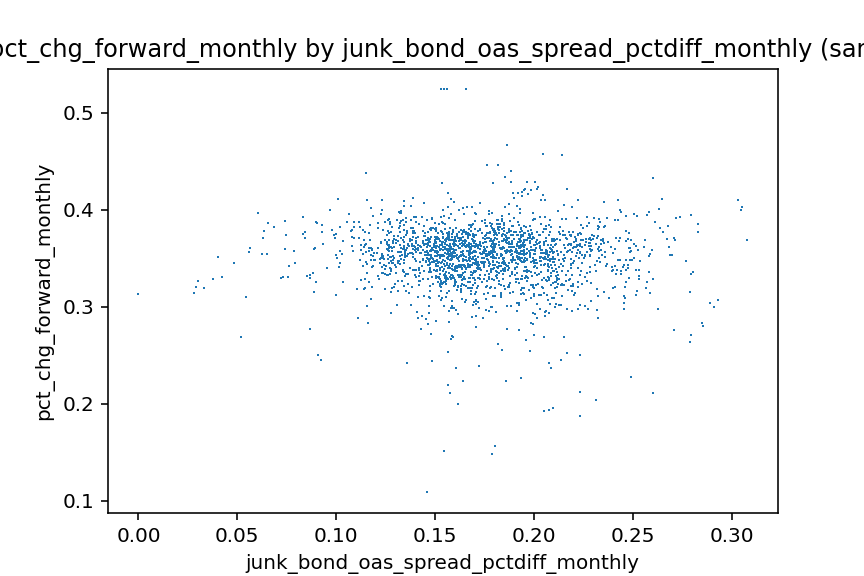 pct_chg_forward_monthly by junk_bond_oas_spread_pctdiff_monthly (sam
0.5
0.4
0.3
0.2
0.1
pct_chg_forward_monthly
0.00 0.05 0.10 0.15 0.20 0.25 0.30
junk_bond_oas_spread_pctdiff_monthly